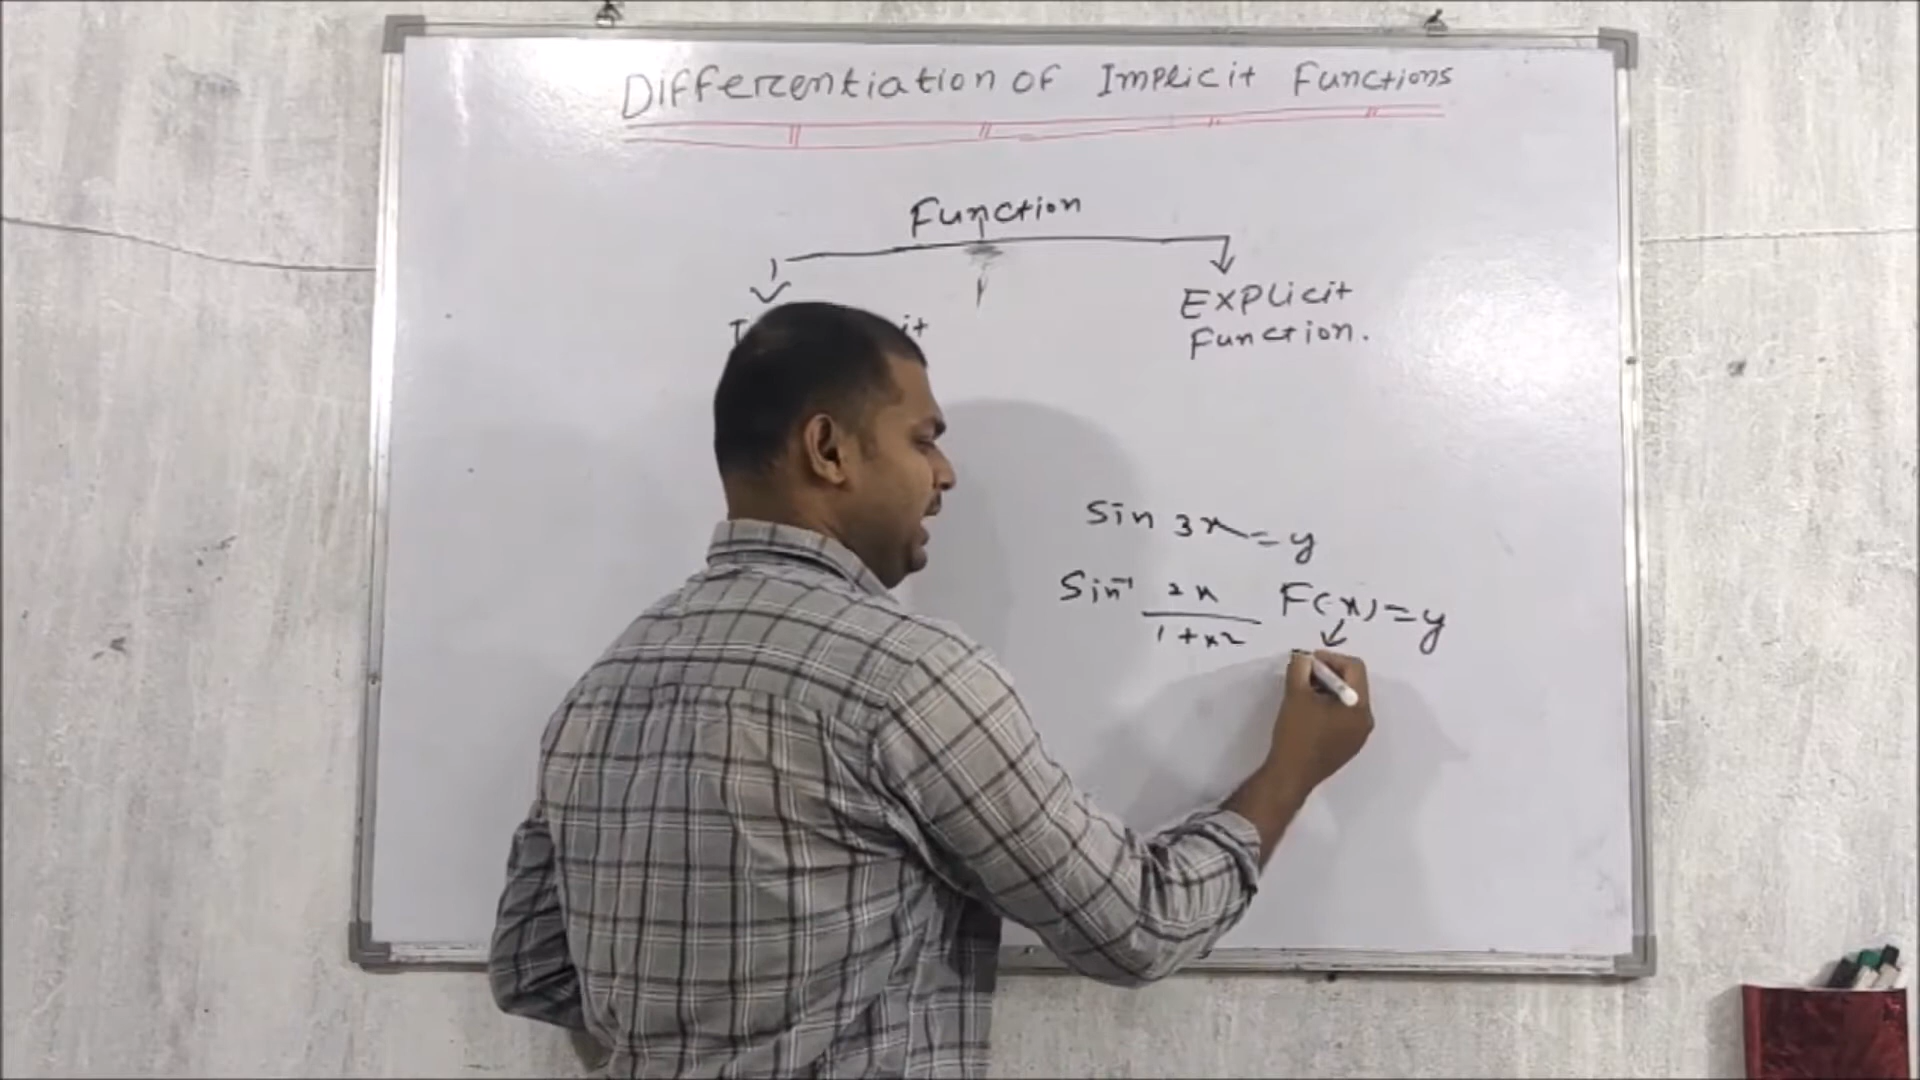 Differentiation of Implicit Functions
Function
Explicit
Function.
sin 3x = y
Sin⁻¹ 2x / 1+x2
F(x) = y